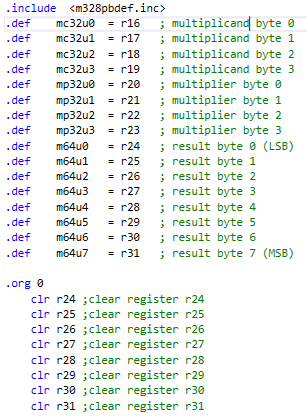 .include <m328pbdef.inc>
.def mc32u0 = r16 ; multiplicand byte 0
.def mc32u1 = r17 ; multiplicand byte 1
.def mc32u2 = r18 ; multiplicand byte 2
.def mc32u3 = r19 ; multiplicand byte 3
.def mp32u0 = r20 ; multiplier byte 0
.def mp32u1 = r21 ; multiplier byte 1
.def mp32u2 = r22 ; multiplier byte 2
.def mp32u3 = r23 ; multiplier byte 3
.def m64u0 = r24 ; result byte 0 (LSB)
.def m64u1 = r25 ; result byte 1
.def m64u2 = r26 ; result byte 2
.def m64u3 = r27 ; result byte 3
.def m64u4 = r28 ; result byte 4
.def m64u5 = r29 ; result byte 5
.def m64u6 = r30 ; result byte 6
.def m64u7 = r31 ; result byte 7 (MSB)
.org 0
clr r24 ;clear register r24
clr r25 ;clear register r25
clr r26 ;clear register r26
clr r27 ;clear register r27
clr r28 ;clear register r28
clr r29 ;clear register r29
clr r30 ;clear register r30
clr r31 ;clear register r31